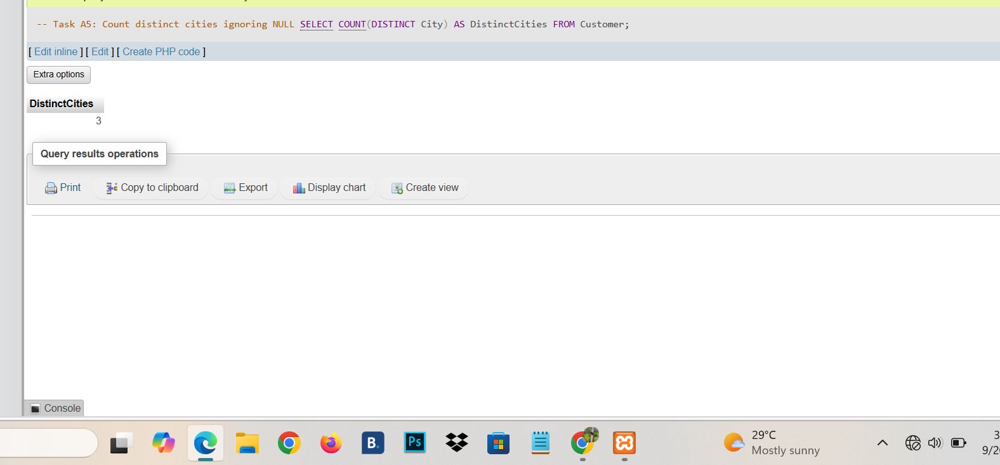 -- Task A5: Count distinct cities ignoring NULL SELECT COUNT(DISTINCT City) AS DistinctCities FROM Customer;
[ Edit inline ] [ Edit ] [ Create PHP code ]
Extra options
DistinctCities
3
Query results operations
Print Copy to clipboard Export Display chart Create view
Console
B. Ps
29°C
Mostly sunny
3
9/2